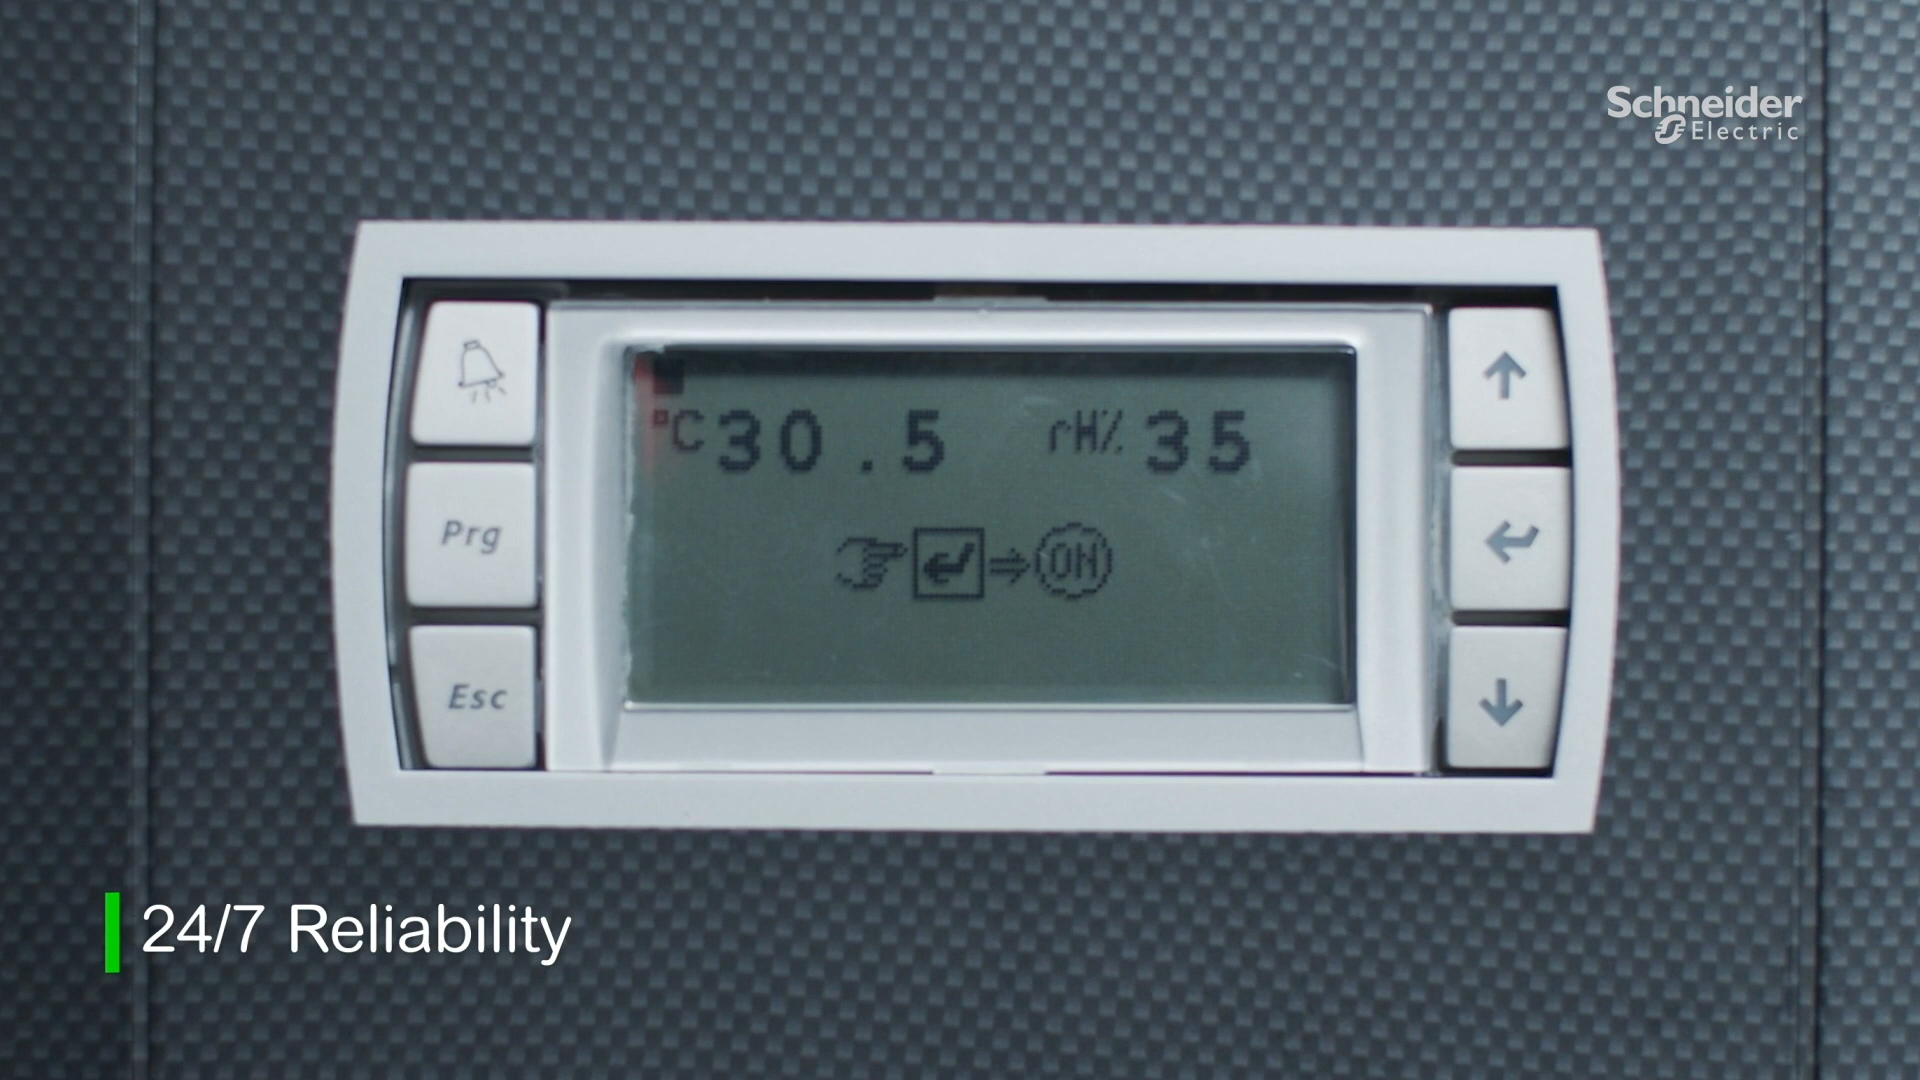 Schneider
Electric
°C 30.5 rH% 35
ON
Prg
Esc
24/7 Reliability